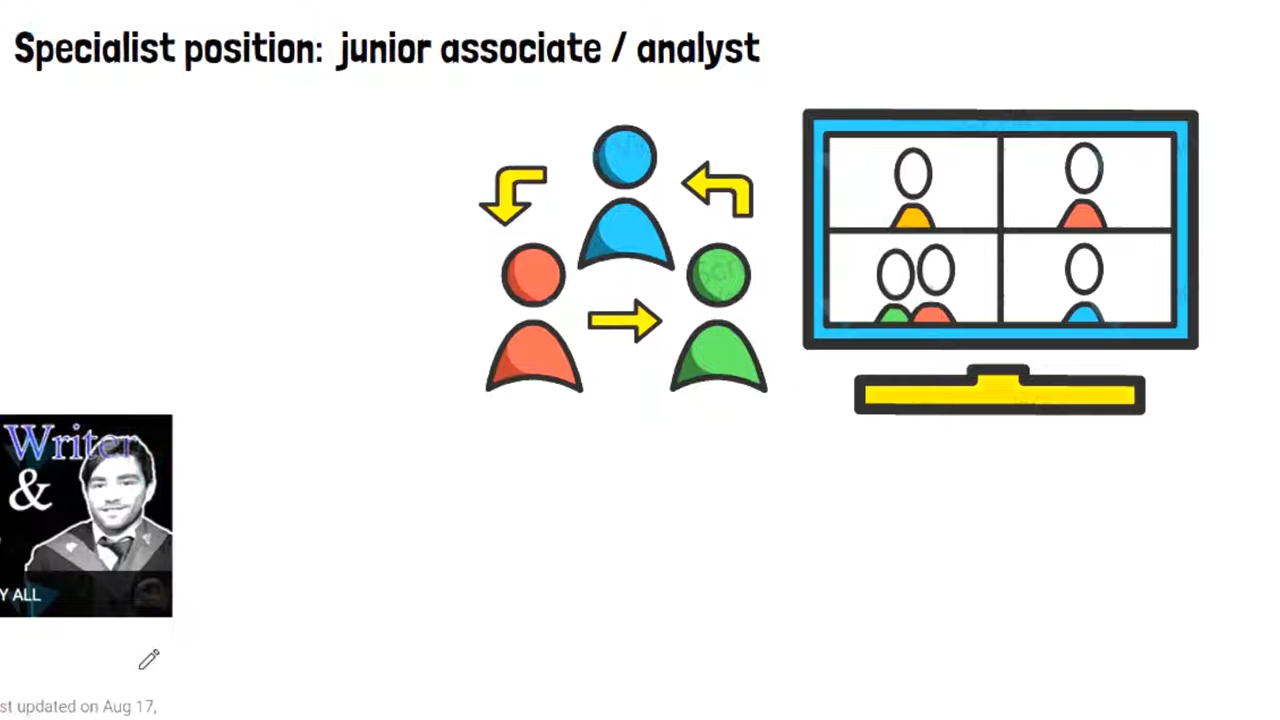 Specialist position: junior associate / analyst
Writer
&
Y ALL
st updated on Aug 17,